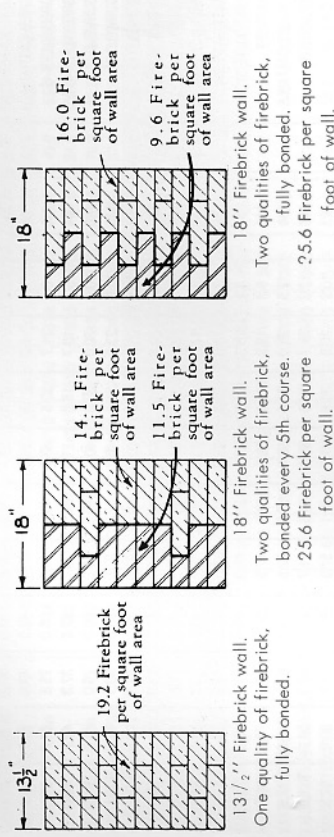 13½"
19.2 Firebrick
per square foot
of wall area
13½'' Firebrick wall.
One quality of firebrick,
fully bonded.
18"
14.1 Fire-
brick per
square foot
of wall area
11.5 Fire-
brick per
square foot
of wall area
18'' Firebrick wall.
Two qualities of firebrick,
bonded every 5th course.
25.6 Firebrick per square
foot of wall.
18"
16.0 Fire-
brick per
square foot
of wall area
9.6 Fire-
brick per
square foot
of wall area
18'' Firebrick wall.
Two qualities of firebrick,
fully bonded.
25.6 Firebrick per square
foot of wall.